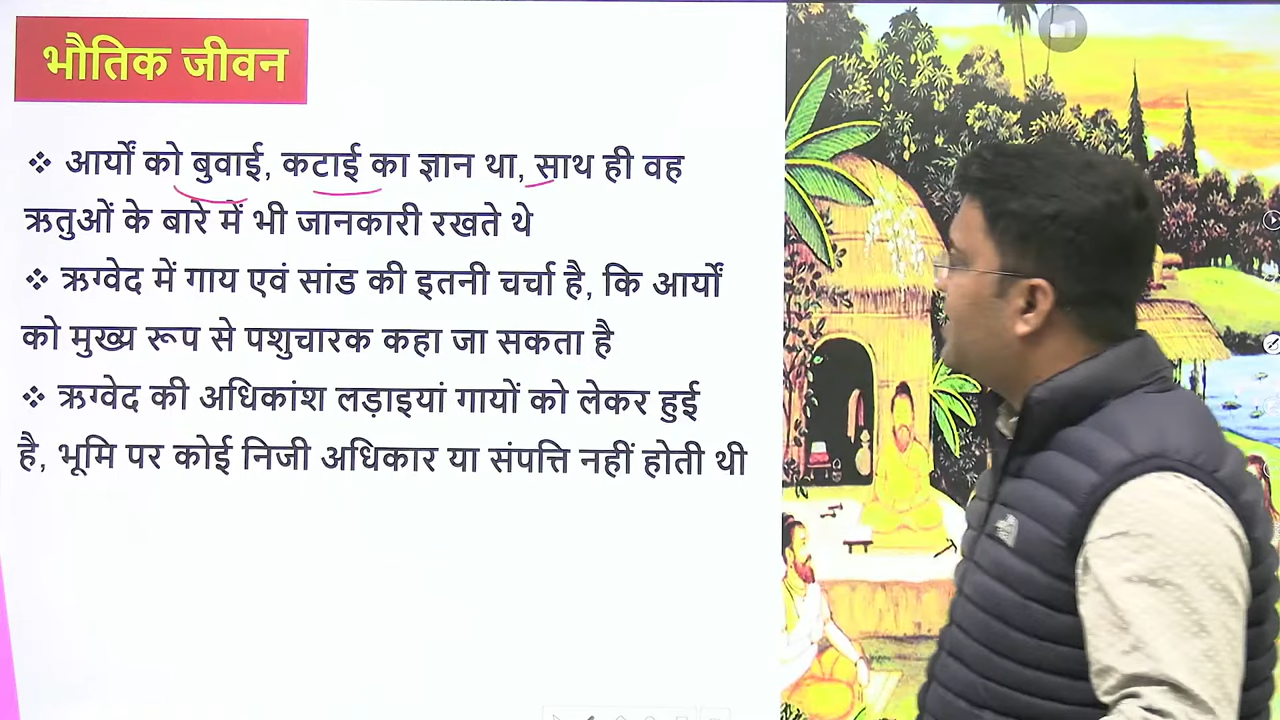 भौतिक जीवन
❖ आर्यों को बुवाई, कटाई का ज्ञान था, साथ ही वह
ऋतुओं के बारे में भी जानकारी रखते थे
❖ ऋग्वेद में गाय एवं सांड की इतनी चर्चा है, कि आर्यों
को मुख्य रूप से पशुचारक कहा जा सकता है
❖ ऋग्वेद की अधिकांश लड़ाइयां गायों को लेकर हुई
है, भूमि पर कोई निजी अधिकार या संपत्ति नहीं होती थी